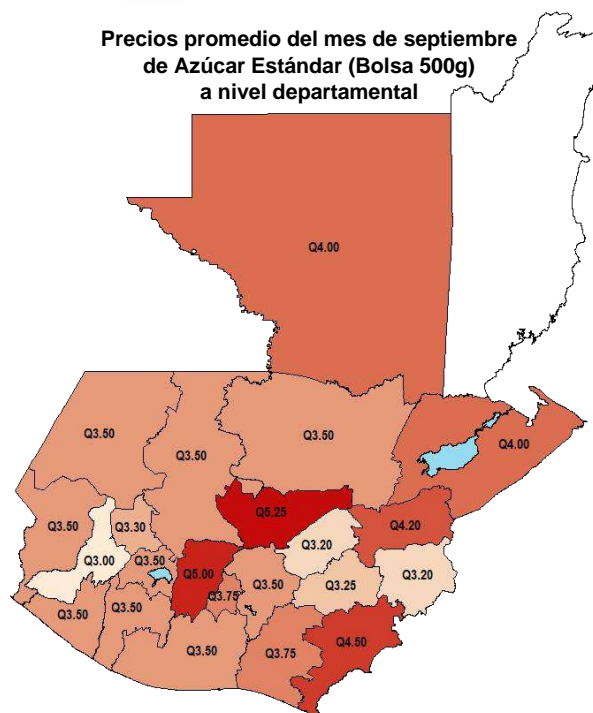 Precios promedio del mes de septiembre
de Azúcar Estándar (Bolsa 500g)
a nivel departamental
Q4.00
Q3.50
Q3.50
Q3.50
Q4.00
Q3.50
Q3.30
Q5.25
Q4.20
Q3.00
Q3.50
Q5.00
Q3.20
Q3.50
Q3.25
Q3.20
Q3.75
Q3.50
Q3.50
Q3.50
Q3.75
Q4.50